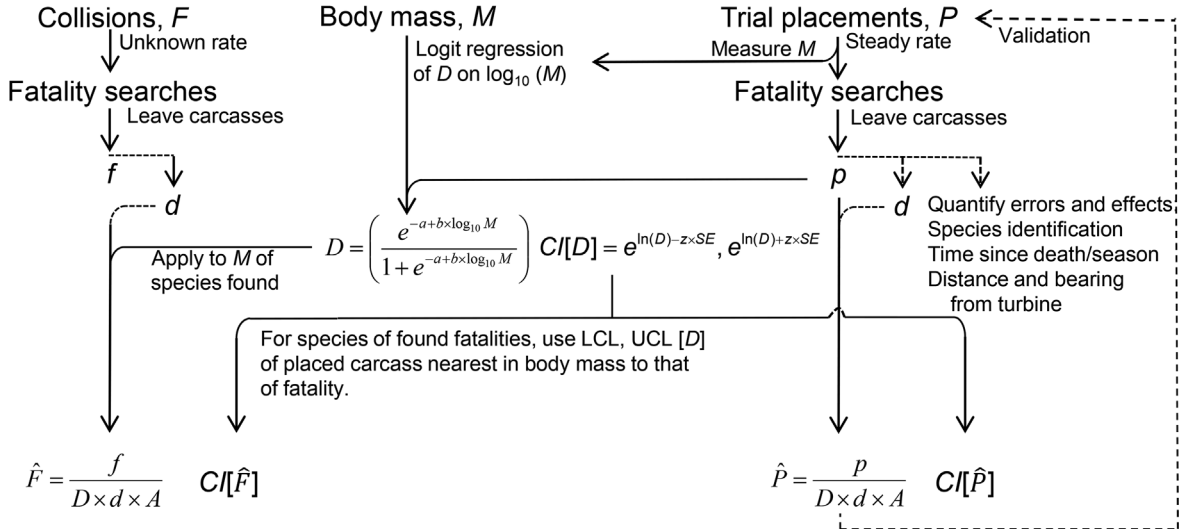 Collisions, F
Unknown rate
Fatality searches
Leave carcasses
f
d
Body mass, M
Logit regression
of D on log₁₀ (M)
Measure M
Trial placements, P
Steady rate
Validation
Fatality searches
Leave carcasses
p
d
Quantify errors and effects
Species identification
Time since death/season
Distance and bearing
from turbine
Apply to M of
species found
D = ( e^(−a+b×log₁₀ M) / (1 + e^(−a+b×log₁₀ M)) ) CI[D] = e^(ln(D)−z×SE), e^(ln(D)+z×SE)
For species of found fatalities, use LCL, UCL [D]
of placed carcass nearest in body mass to that
of fatality.
F̂ = f / (D × d × A) CI[F̂]
P̂ = p / (D × d × A) CI[P̂]